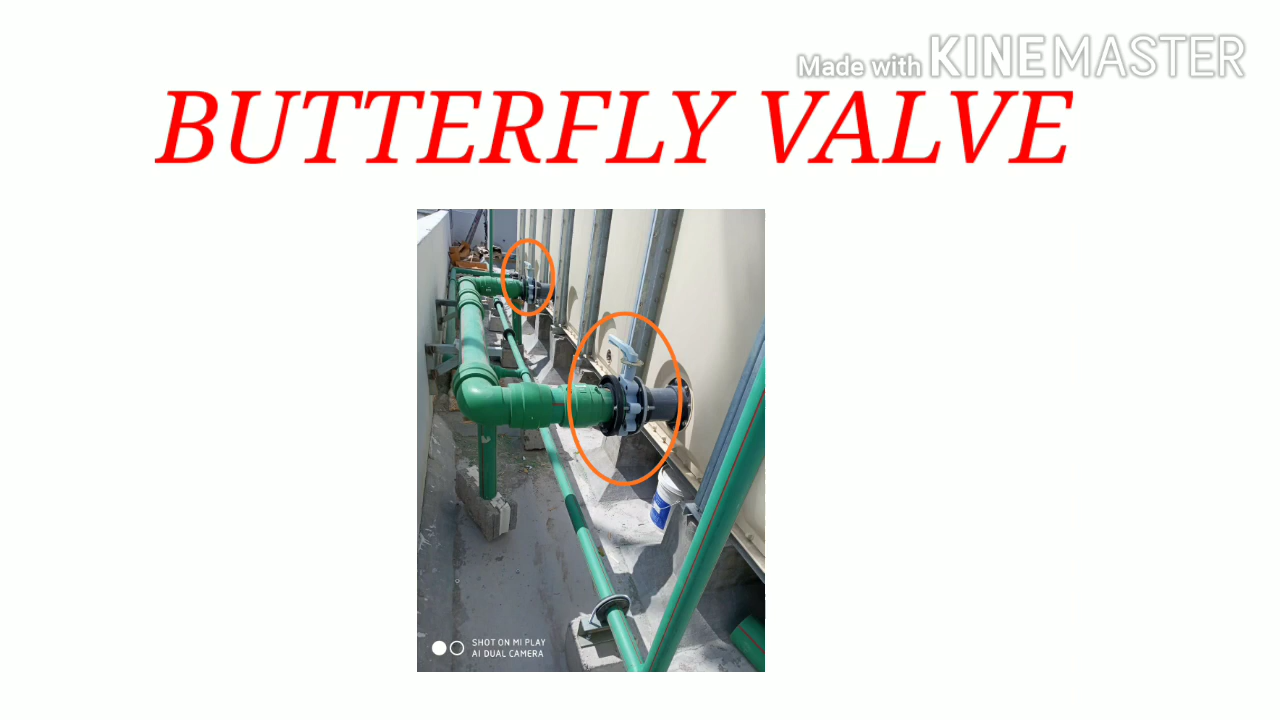 Made with KINEMASTER
BUTTERFLY VALVE
SHOT ON MI PLAY
AI DUAL CAMERA